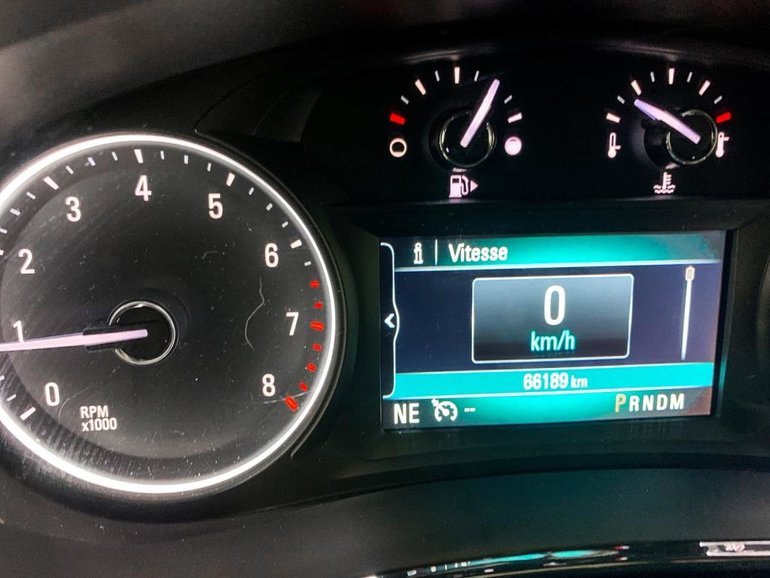 0
1
2
3
4
5
6
7
8
RPM
x1000
Vitesse
0
km/h
66189 km
NE --
PRNDM